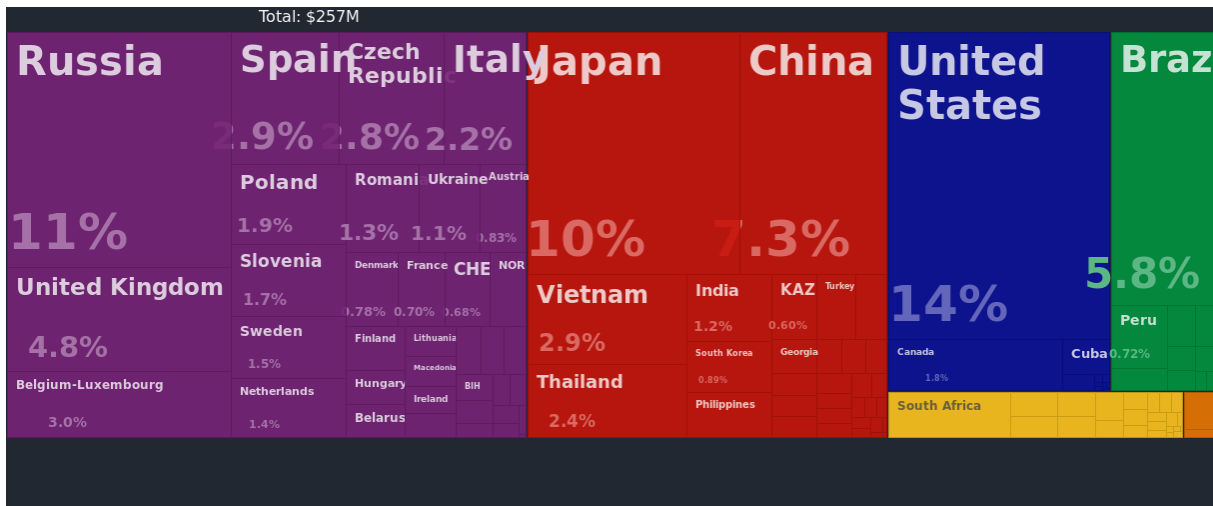 Total: $257M
Russia
11%
United Kingdom
4.8%
Belgium-Luxembourg
3.0%
Spain
2.9%
Czech
Republic
2.8%
Italy
2.2%
Poland
1.9%
Romani
1.3%
Ukraine
1.1%
Austria
0.83%
Slovenia
1.7%
Denmark
0.78%
France
0.70%
CHE
0.68%
NOR
Sweden
1.5%
Netherlands
1.4%
Finland
Hungary
Belarus
Lithuania
Macedonia
Ireland
BIH
Japan
10%
China
7.3%
Vietnam
2.9%
Thailand
2.4%
India
1.2%
South Korea
0.89%
Philippines
KAZ
0.60%
Turkey
Georgia
United
States
14%
Canada
1.8%
Cuba
Braz
5.8%
Peru
0.72%
South Africa